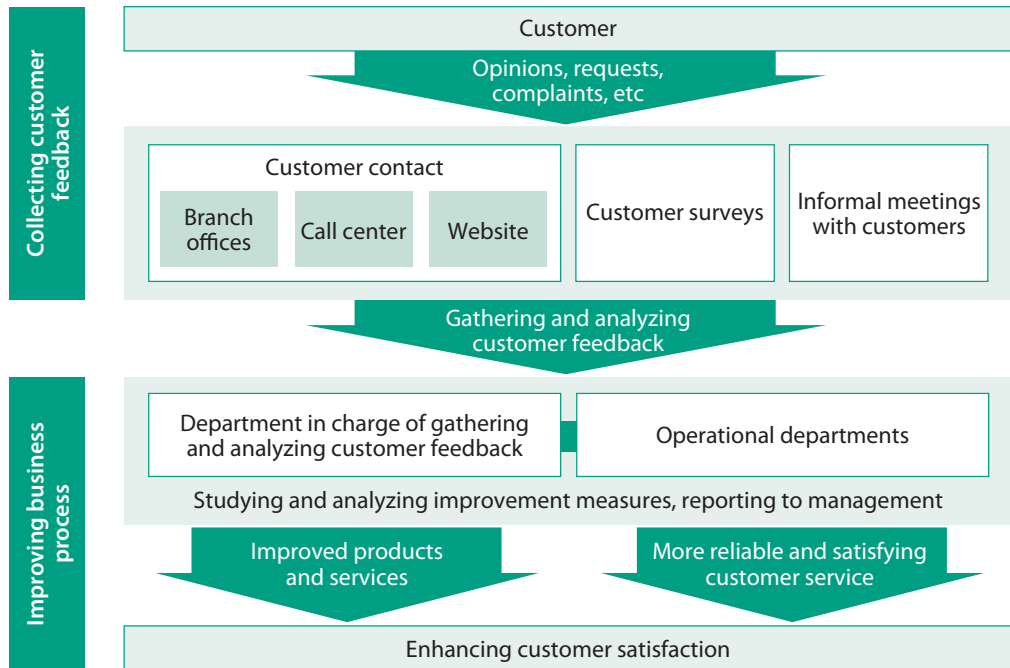 Collecting customer
feedback
Customer
Opinions, requests,
complaints, etc
Customer contact
Branch
offices
Call center
Website
Customer surveys
Informal meetings
with customers
Gathering and analyzing
customer feedback
Improving business
process
Department in charge of gathering
and analyzing customer feedback
Operational departments
Studying and analyzing improvement measures, reporting to management
Improved products
and services
More reliable and satisfying
customer service
Enhancing customer satisfaction